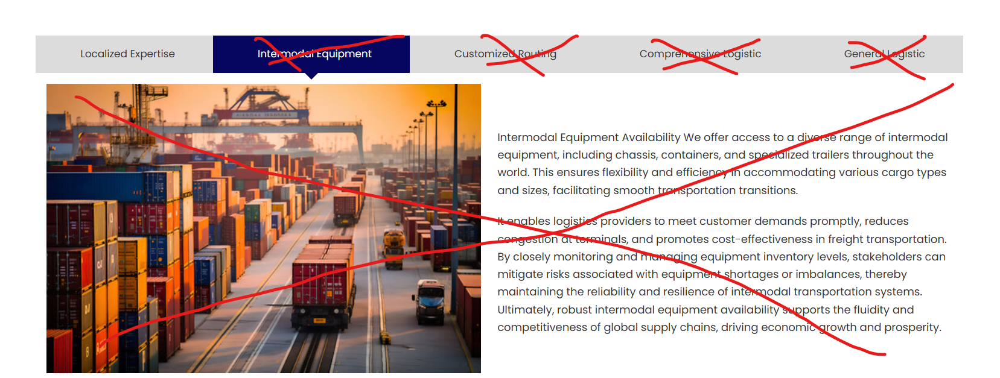 Localized Expertise
Intermodal Equipment
Customized Routing
Comprehensive Logistic
General Logistic
Intermodal Equipment Availability We offer access to a diverse range of intermodal
equipment, including chassis, containers, and specialized trailers throughout the
world. This ensures flexibility and efficiency in accommodating various cargo types
and sizes, facilitating smooth transportation transitions.
It enables logistics providers to meet customer demands promptly, reduces
congestion at terminals, and promotes cost-effectiveness in freight transportation.
By closely monitoring and managing equipment inventory levels, stakeholders can
mitigate risks associated with equipment shortages or imbalances, thereby
maintaining the reliability and resilience of intermodal transportation systems.
Ultimately, robust intermodal equipment availability supports the fluidity and
competitiveness of global supply chains, driving economic growth and prosperity.